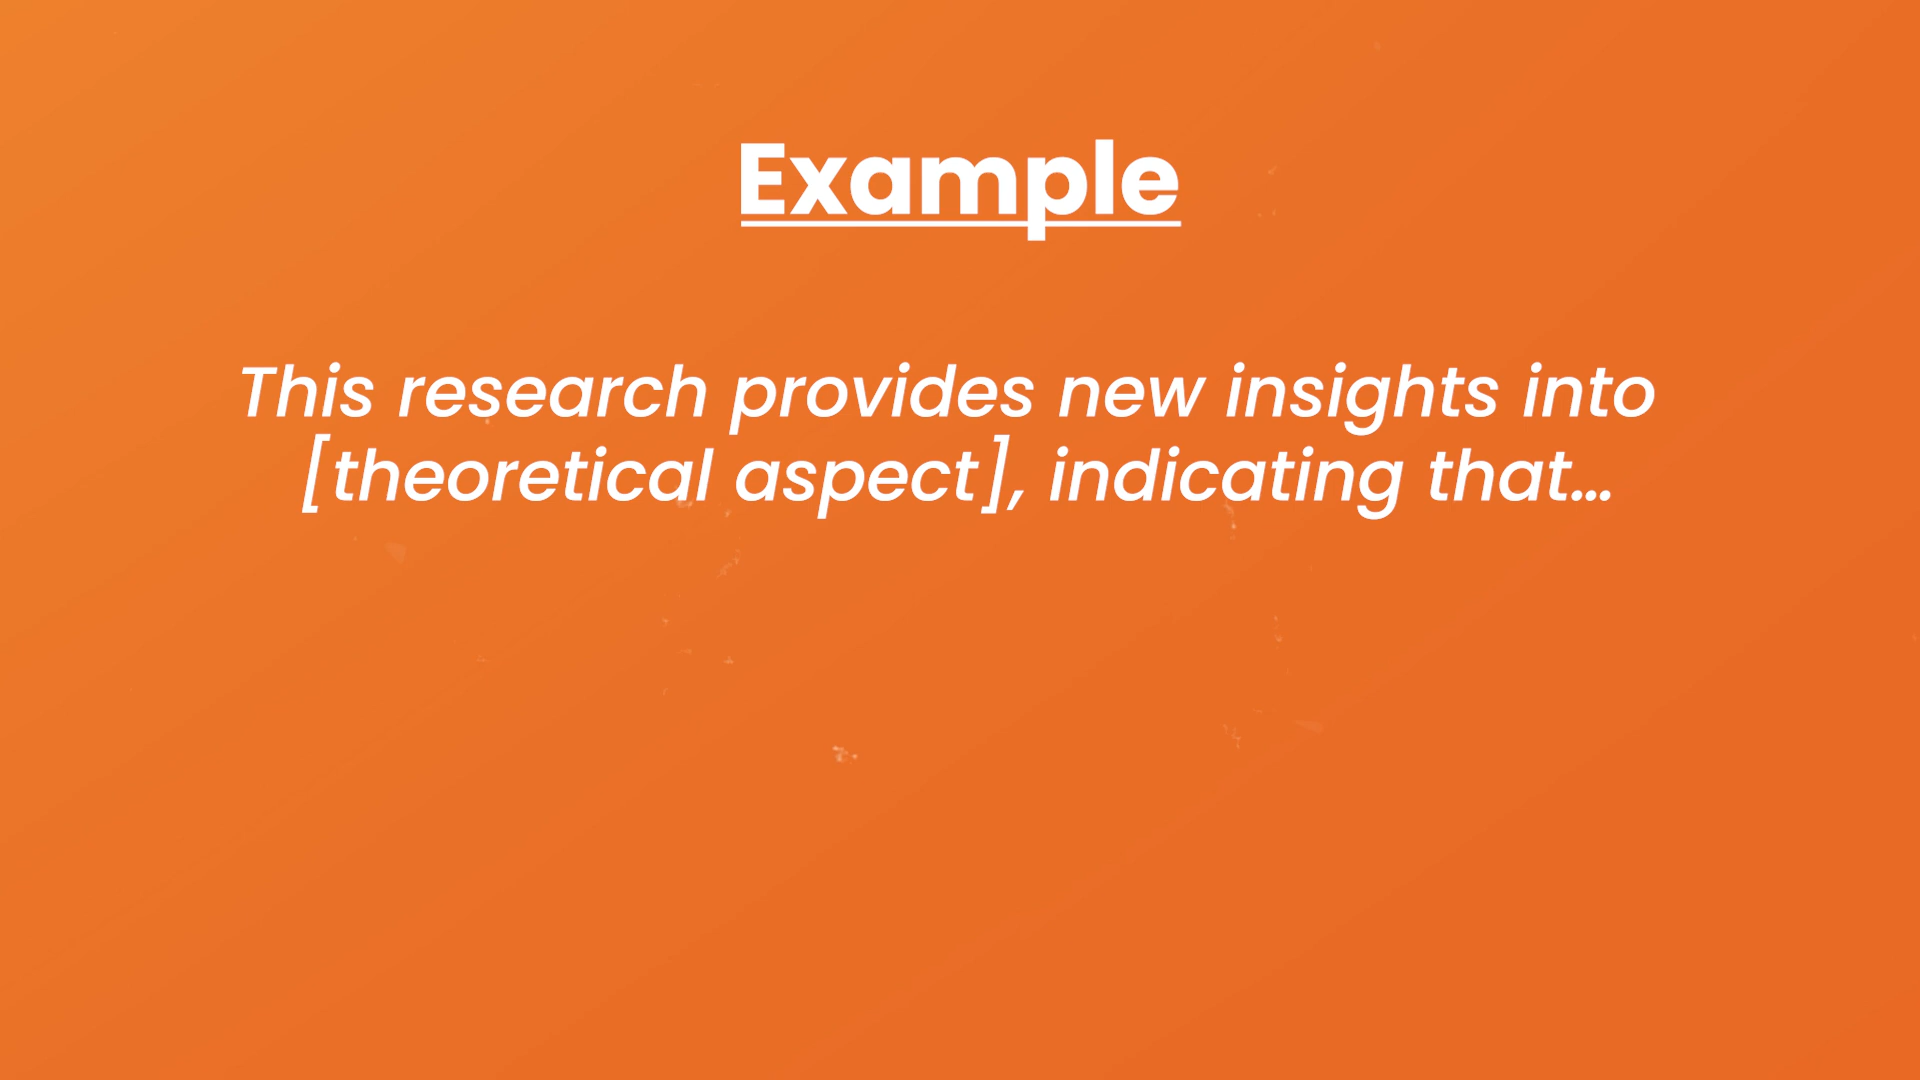 Example
This research provides new insights into
[theoretical aspect], indicating that…